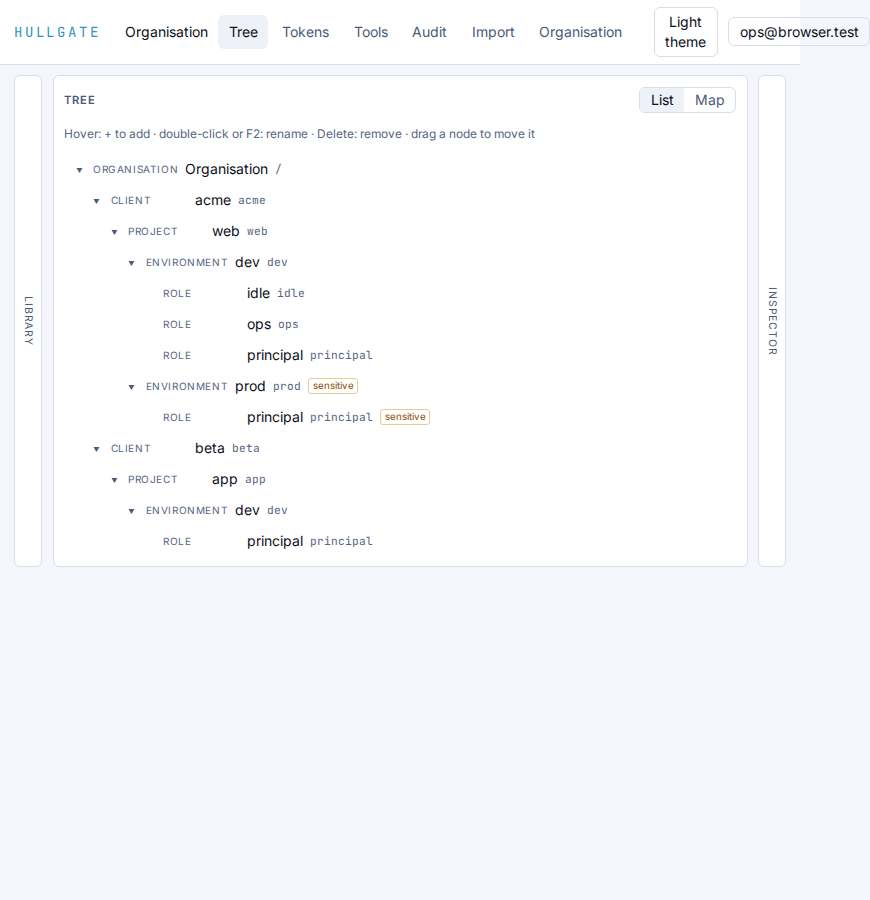 HULLGATE Organisation Tree Tokens Tools Audit Import Organisation Light theme ops@browser.test
LIBRARY
TREE List Map
Hover: + to add · double-click or F2: rename · Delete: remove · drag a node to move it
▾ ORGANISATION Organisation /
▾ CLIENT acme acme
▾ PROJECT web web
▾ ENVIRONMENT dev dev
ROLE idle idle
ROLE ops ops
ROLE principal principal
▾ ENVIRONMENT prod prod sensitive
ROLE principal principal sensitive
▾ CLIENT beta beta
▾ PROJECT app app
▾ ENVIRONMENT dev dev
ROLE principal principal
INSPECTOR